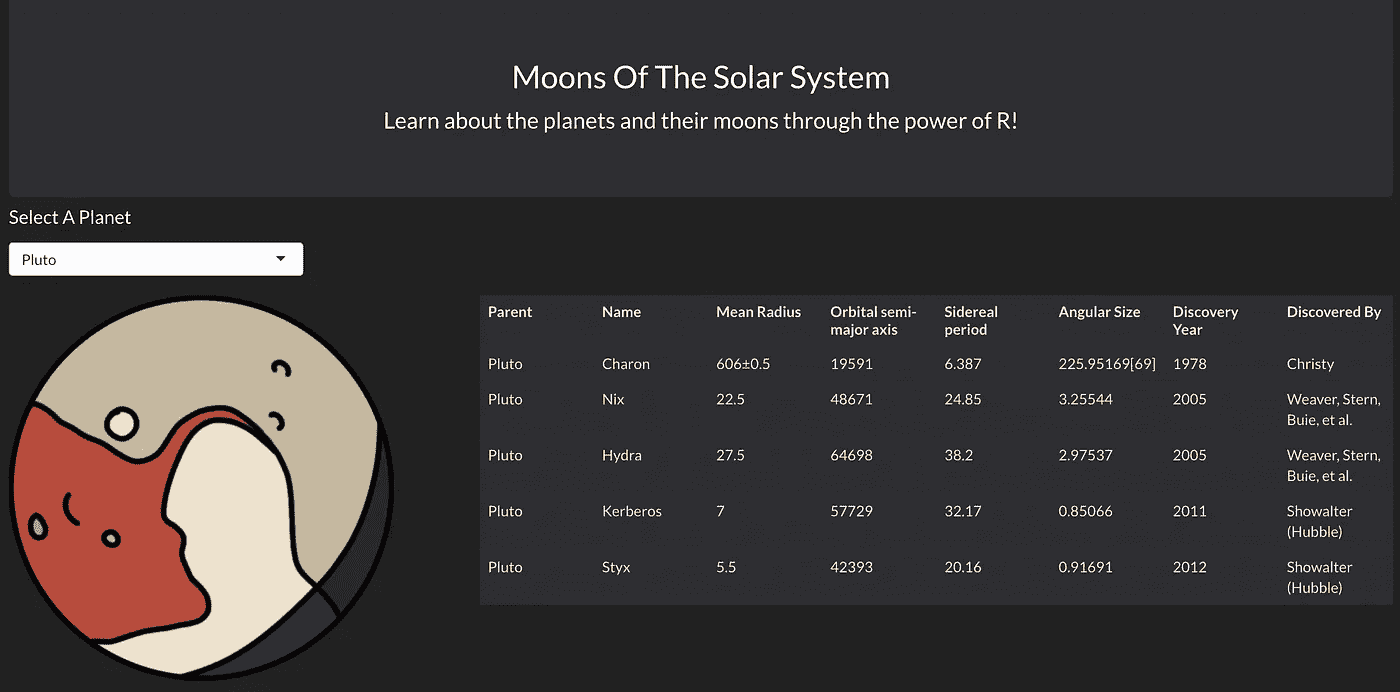 Moons Of The Solar System
Learn about the planets and their moons through the power of R!
Select A Planet
Pluto
Parent Name Mean Radius Orbital semi- Sidereal Angular Size Discovery Discovered By
major axis period Year
Pluto Charon 606±0.5 19591 6.387 225.95169[69] 1978 Christy
Pluto Nix 22.5 48671 24.85 3.25544 2005 Weaver, Stern,
Buie, et al.
Pluto Hydra 27.5 64698 38.2 2.97537 2005 Weaver, Stern,
Buie, et al.
Pluto Kerberos 7 57729 32.17 0.85066 2011 Showalter
(Hubble)
Pluto Styx 5.5 42393 20.16 0.91691 2012 Showalter
(Hubble)